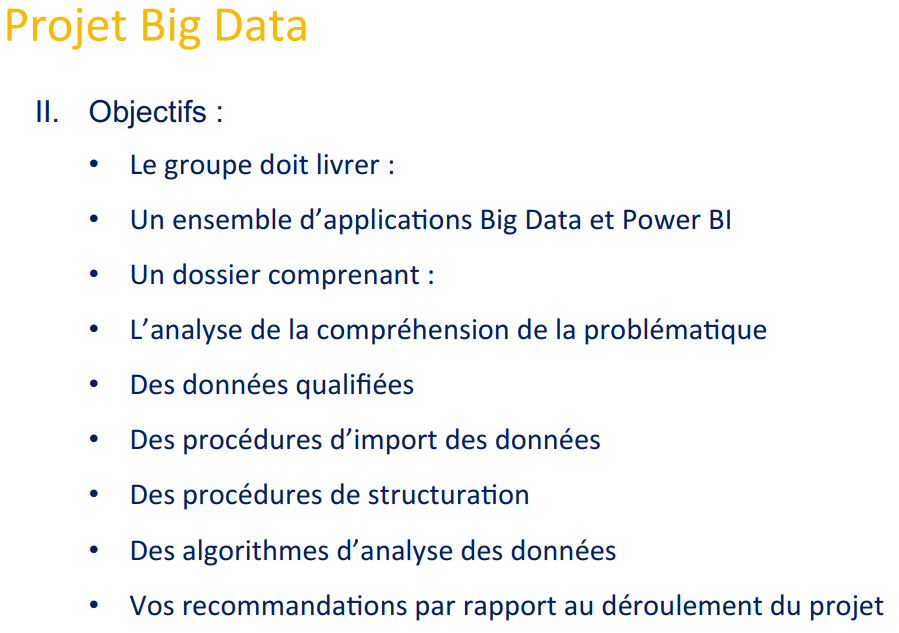 Projet Big Data
II. Objectifs :
• Le groupe doit livrer :
• Un ensemble d’applications Big Data et Power BI
• Un dossier comprenant :
• L’analyse de la compréhension de la problématique
• Des données qualifiées
• Des procédures d’import des données
• Des procédures de structuration
• Des algorithmes d’analyse des données
• Vos recommandations par rapport au déroulement du projet